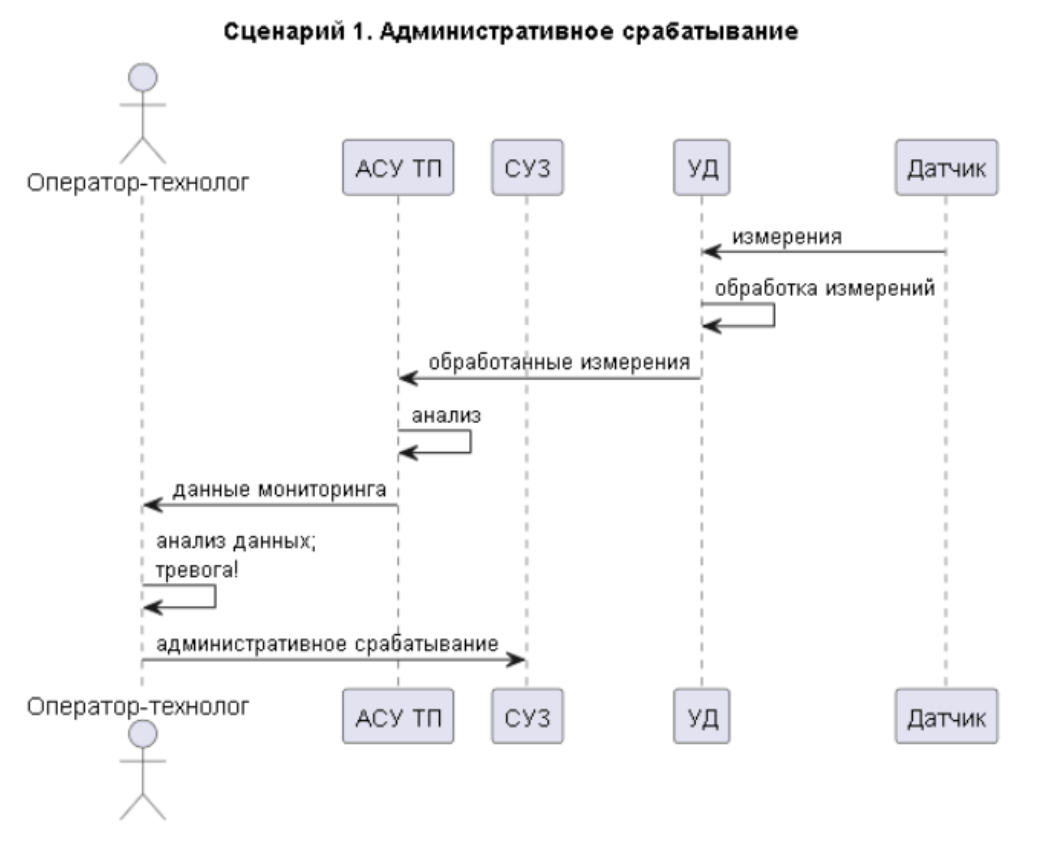 Сценарий 1. Административное срабатывание
Оператор-технолог
АСУ ТП
СУЗ
УД
Датчик
измерения
обработка измерений
обработанные измерения
анализ
данные мониторинга
анализ данных;
тревога!
административное срабатывание
Оператор-технолог
АСУ ТП
СУЗ
УД
Датчик